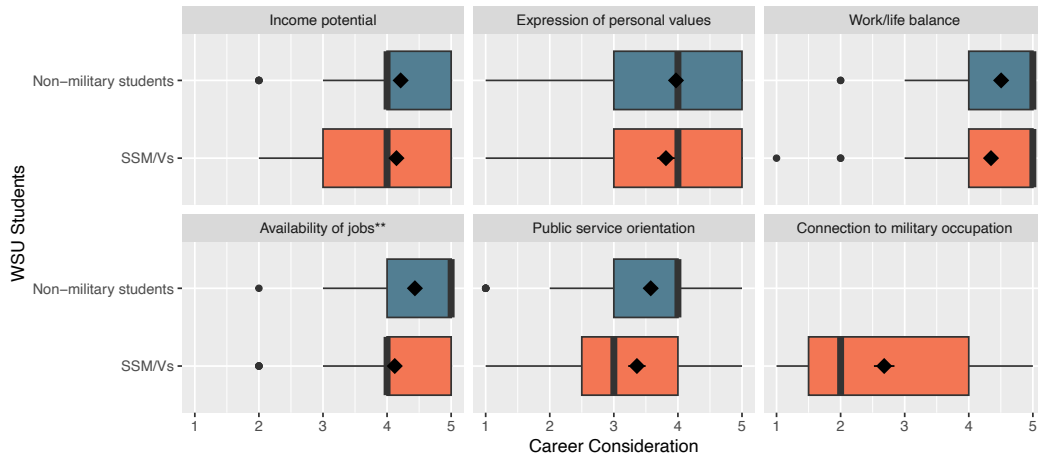 Income potential
Expression of personal values
Work/life balance
Non−military students
SSM/Vs
WSU Students
Availability of jobs**
Public service orientation
Connection to military occupation
Non−military students
SSM/Vs
1 2 3 4 5
1 2 3 4 5
1 2 3 4 5
Career Consideration